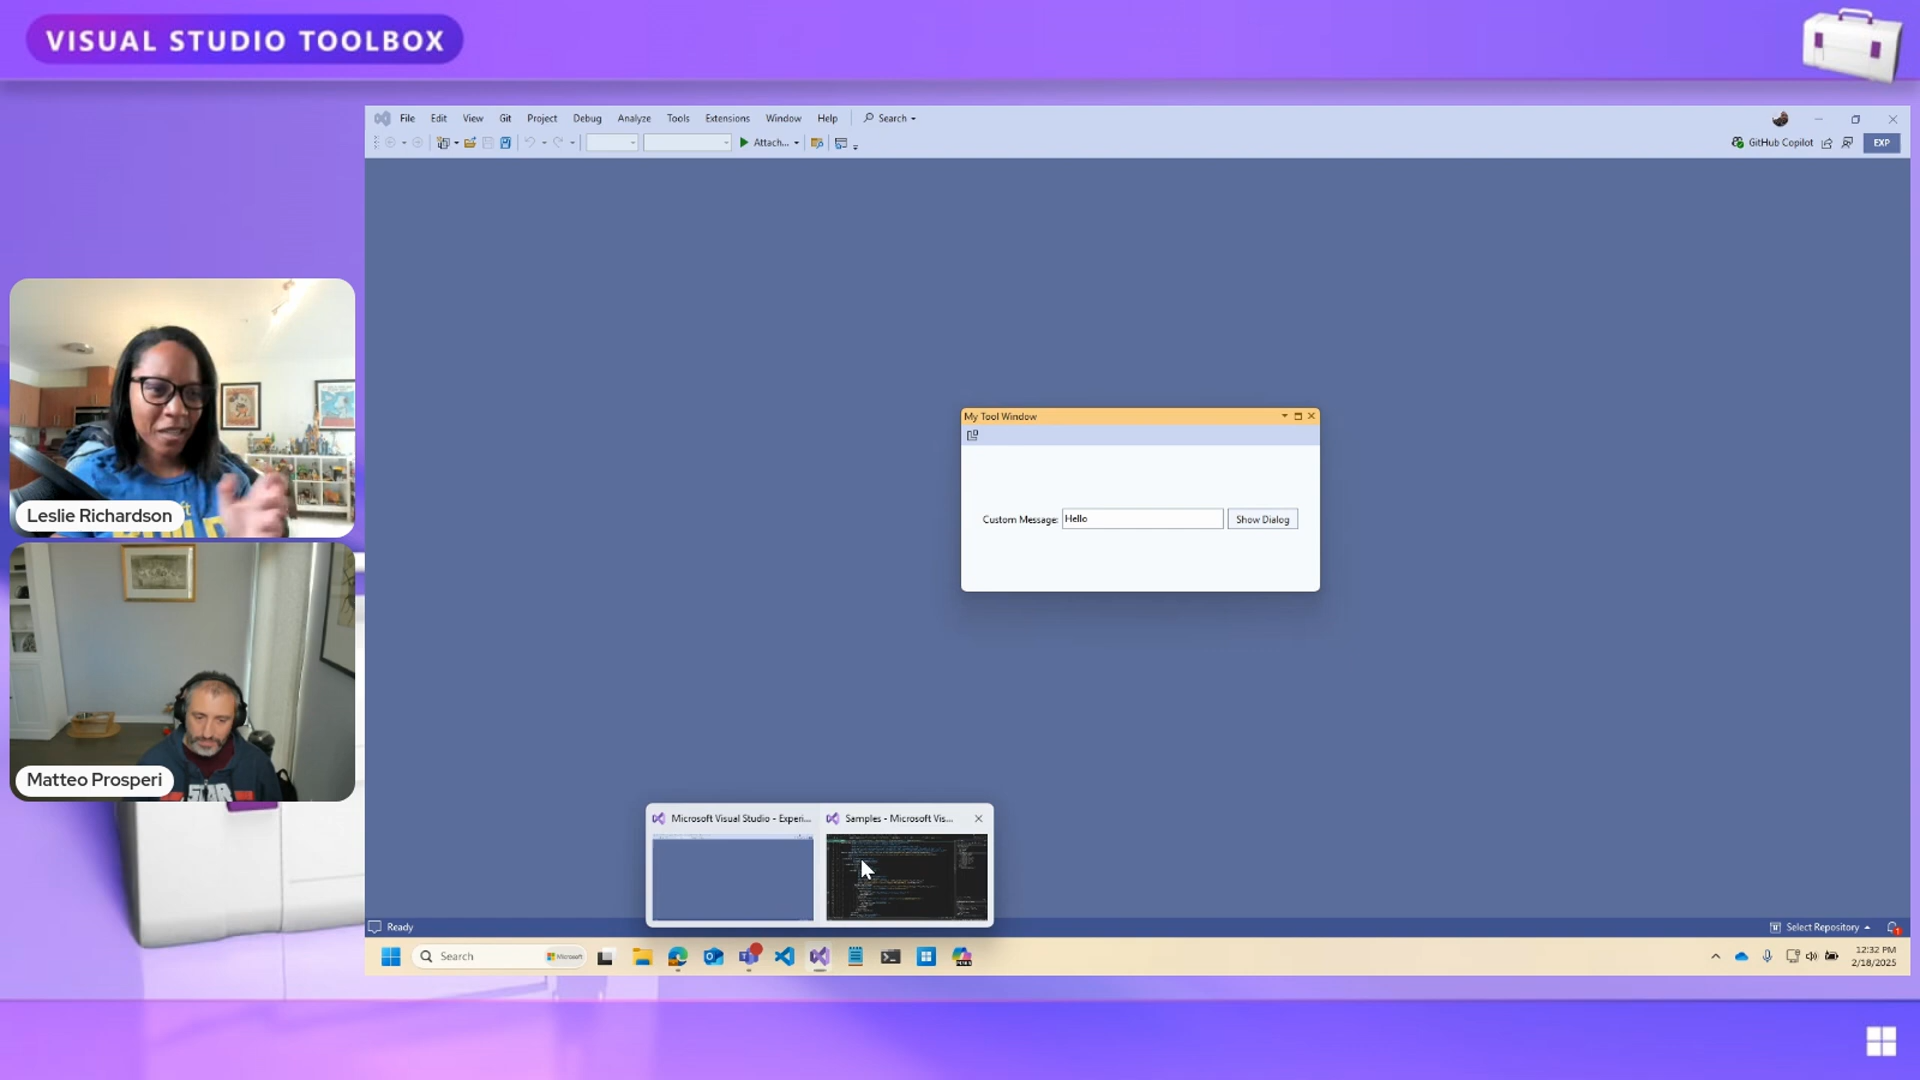 VISUAL STUDIO TOOLBOX
File Edit View Git Project Debug Analyze Tools Extensions Window Help Search
Attach...
GitHub Copilot
EXP
My Tool Window
Custom Message: Hello Show Dialog
Leslie Richardson
Matteo Prosperi
Microsoft Visual Studio - Experi...
Samples - Microsoft Vis...
Ready
Select Repository
1
Search
Microsoft
12:32 PM
2/18/2025